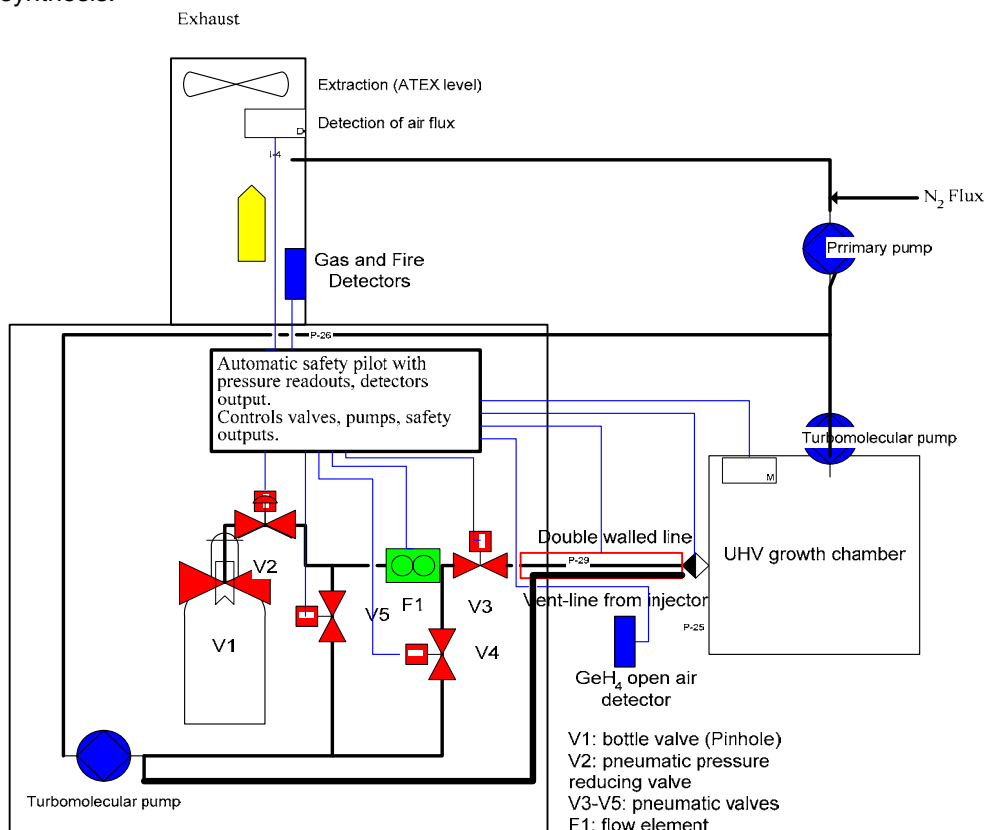 synthesis.
Exhaust
Extraction (ATEX level)
Detection of air flux
D
I-4
N2 Flux
Prrimary pump
Gas and Fire
Detectors
P-26
Automatic safety pilot with
pressure readouts, detectors
output.
Controls valves, pumps, safety
outputs.
Turbomolecular pump
M
Double walled line
UHV growth chamber
P-29
V2
V5
F1
V3
Vent-line from injector
P-25
V1
V4
GeH4 open air
detector
V1: bottle valve (Pinhole)
V2: pneumatic pressure
reducing valve
V3-V5: pneumatic valves
F1: flow element
Turbomolecular pump